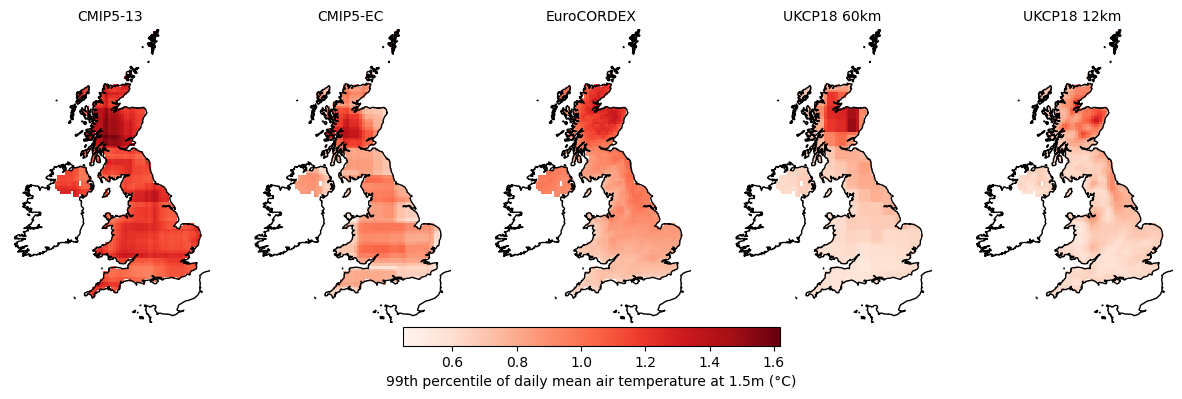 CMIP5-13
CMIP5-EC
EuroCORDEX
UKCP18 60km
UKCP18 12km
0.6
0.8
1.0
1.2
1.4
1.6
99th percentile of daily mean air temperature at 1.5m (°C)